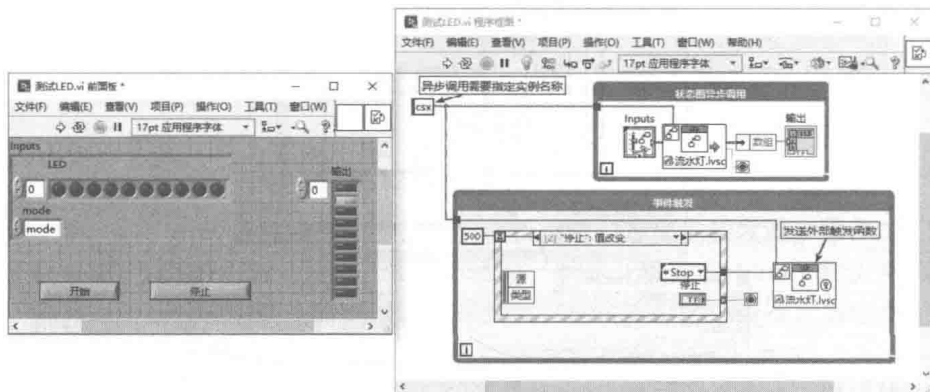 测试LED.vi 前面板 *
文件(F) 编辑(E) 查看(V) 项目(P) 操作(O) 工具(T) 窗口(W)
17pt 应用程序字体
Inputs
LED
0
mode
mode
0
输出
开始
停止
测试LED.vi 程序框图 *
文件(F) 编辑(E) 查看(V) 项目(P) 操作(O) 工具(T) 窗口(W) 帮助(H)
17pt 应用程序字体
异步调用需要指定实例名称
csx
状态图异步调用
Inputs
流水灯.lvsc
数组
输出
i
事件触发
500
[2] "停止": 值改变
源
类型
Stop
停止
TF
发送外部触发函数
流水灯.lvsc
i